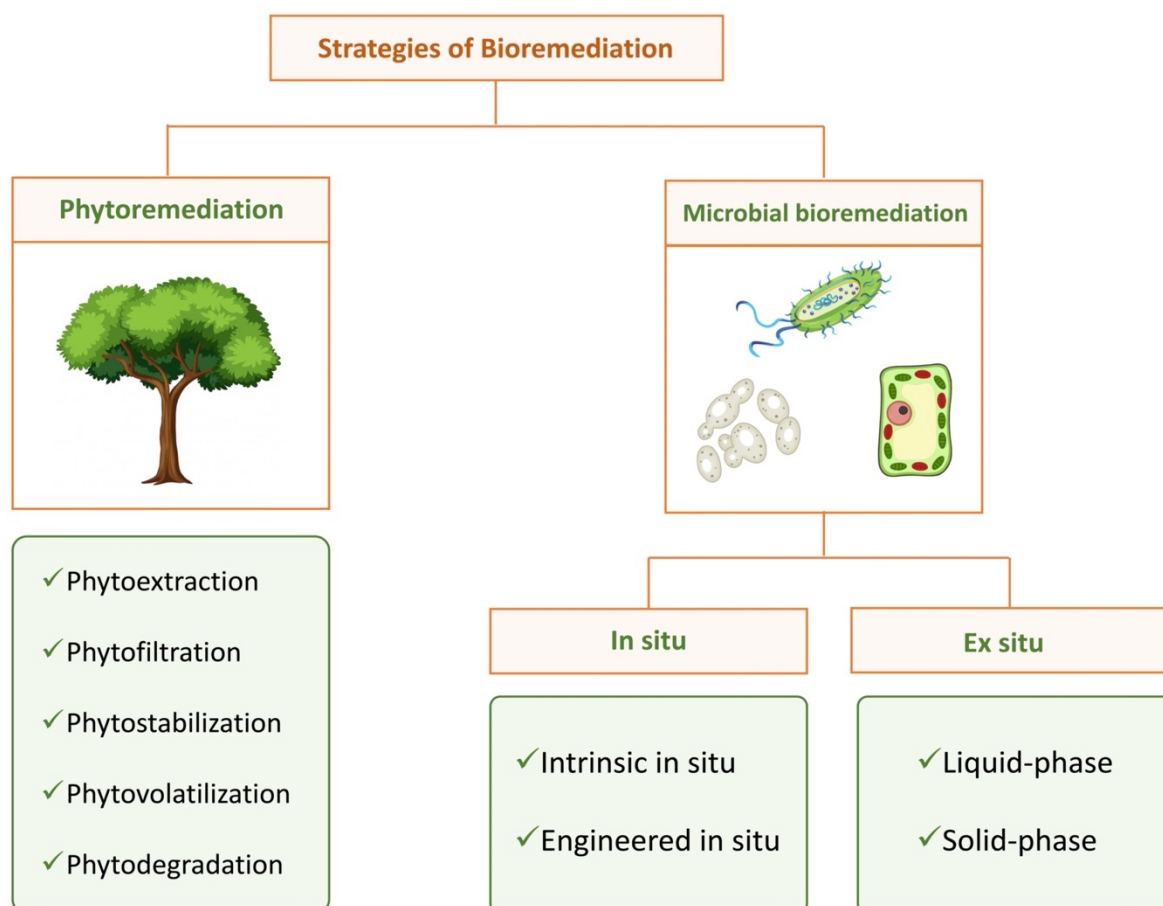 Strategies of Bioremediation
Phytoremediation
Microbial bioremediation
Phytoextraction
Phytofiltration
Phytostabilization
Phytovolatilization
Phytodegradation
In situ
Ex situ
Intrinsic in situ
Engineered in situ
Liquid-phase
Solid-phase